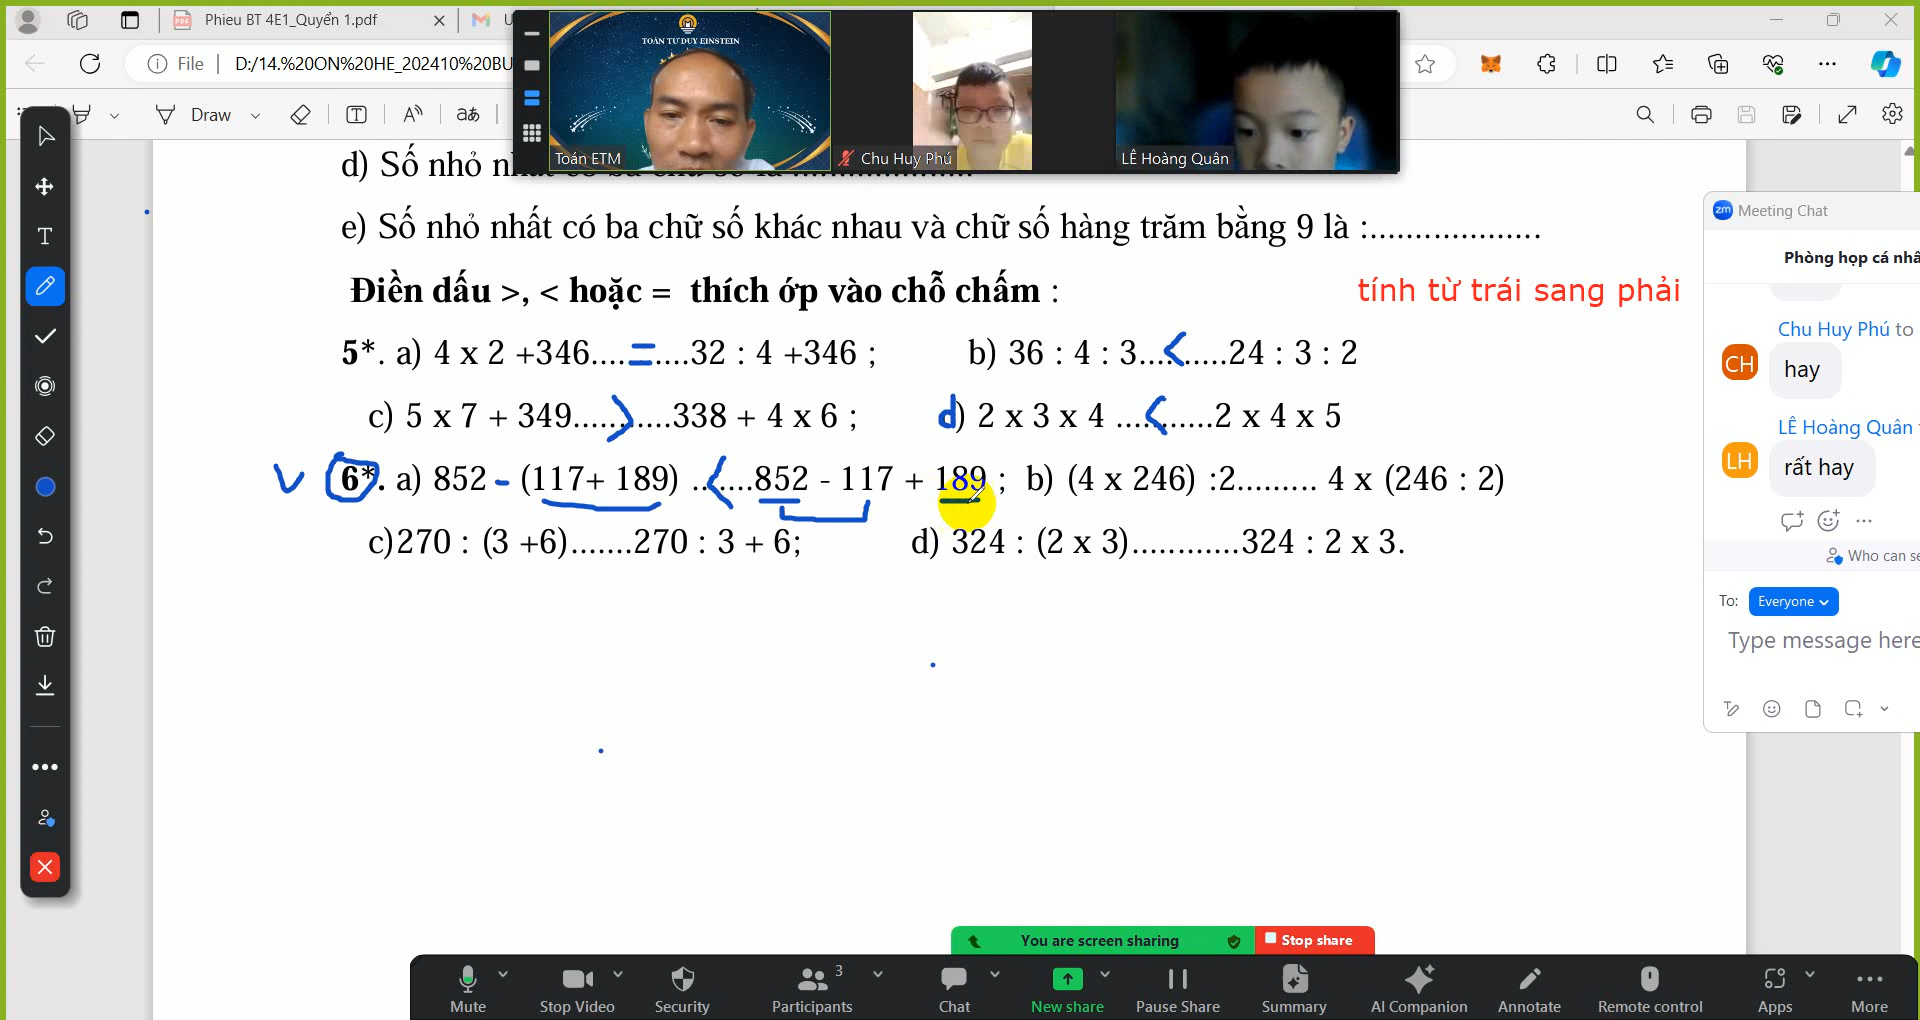 Phieu BT 4E1_Quyển 1.pdf
File
D:/14.%20ON%20HE_202410%20BU
Draw
TOÁN TƯ DUY EINSTEIN
Toán ETM
Chu Huy Phú
LÊ Hoàng Quân
d) Số nhỏ
e) Số nhỏ nhất có ba chữ số khác nhau và chữ số hàng trăm bằng 9 là :...................
Điền dấu >, < hoặc = thích ớp vào chỗ chấm :
tính từ trái sang phải
5*. a) 4 x 2 +346....=....32 : 4 +346 ; b) 36 : 4 : 3...<.....24 : 3 : 2
c) 5 x 7 + 349....>....338 + 4 x 6 ; d) 2 x 3 x 4 ...<.....2 x 4 x 5
V 6*. a) 852 - (117+ 189) ..<....852 - 117 + 189 ; b) (4 x 246) :2......... 4 x (246 : 2)
c)270 : (3 +6).......270 : 3 + 6; d) 324 : (2 x 3)............324 : 2 x 3.
Meeting Chat
Phòng họp cá nhâ
Chu Huy Phú to
CH
hay
LÊ Hoàng Quân
LH
rất hay
Who can se
To: Everyone
Type message here
You are screen sharing
Stop share
Mute
Stop Video
Security
Participants
3
Chat
New share
Pause Share
Summary
AI Companion
Annotate
Remote control
Apps
More